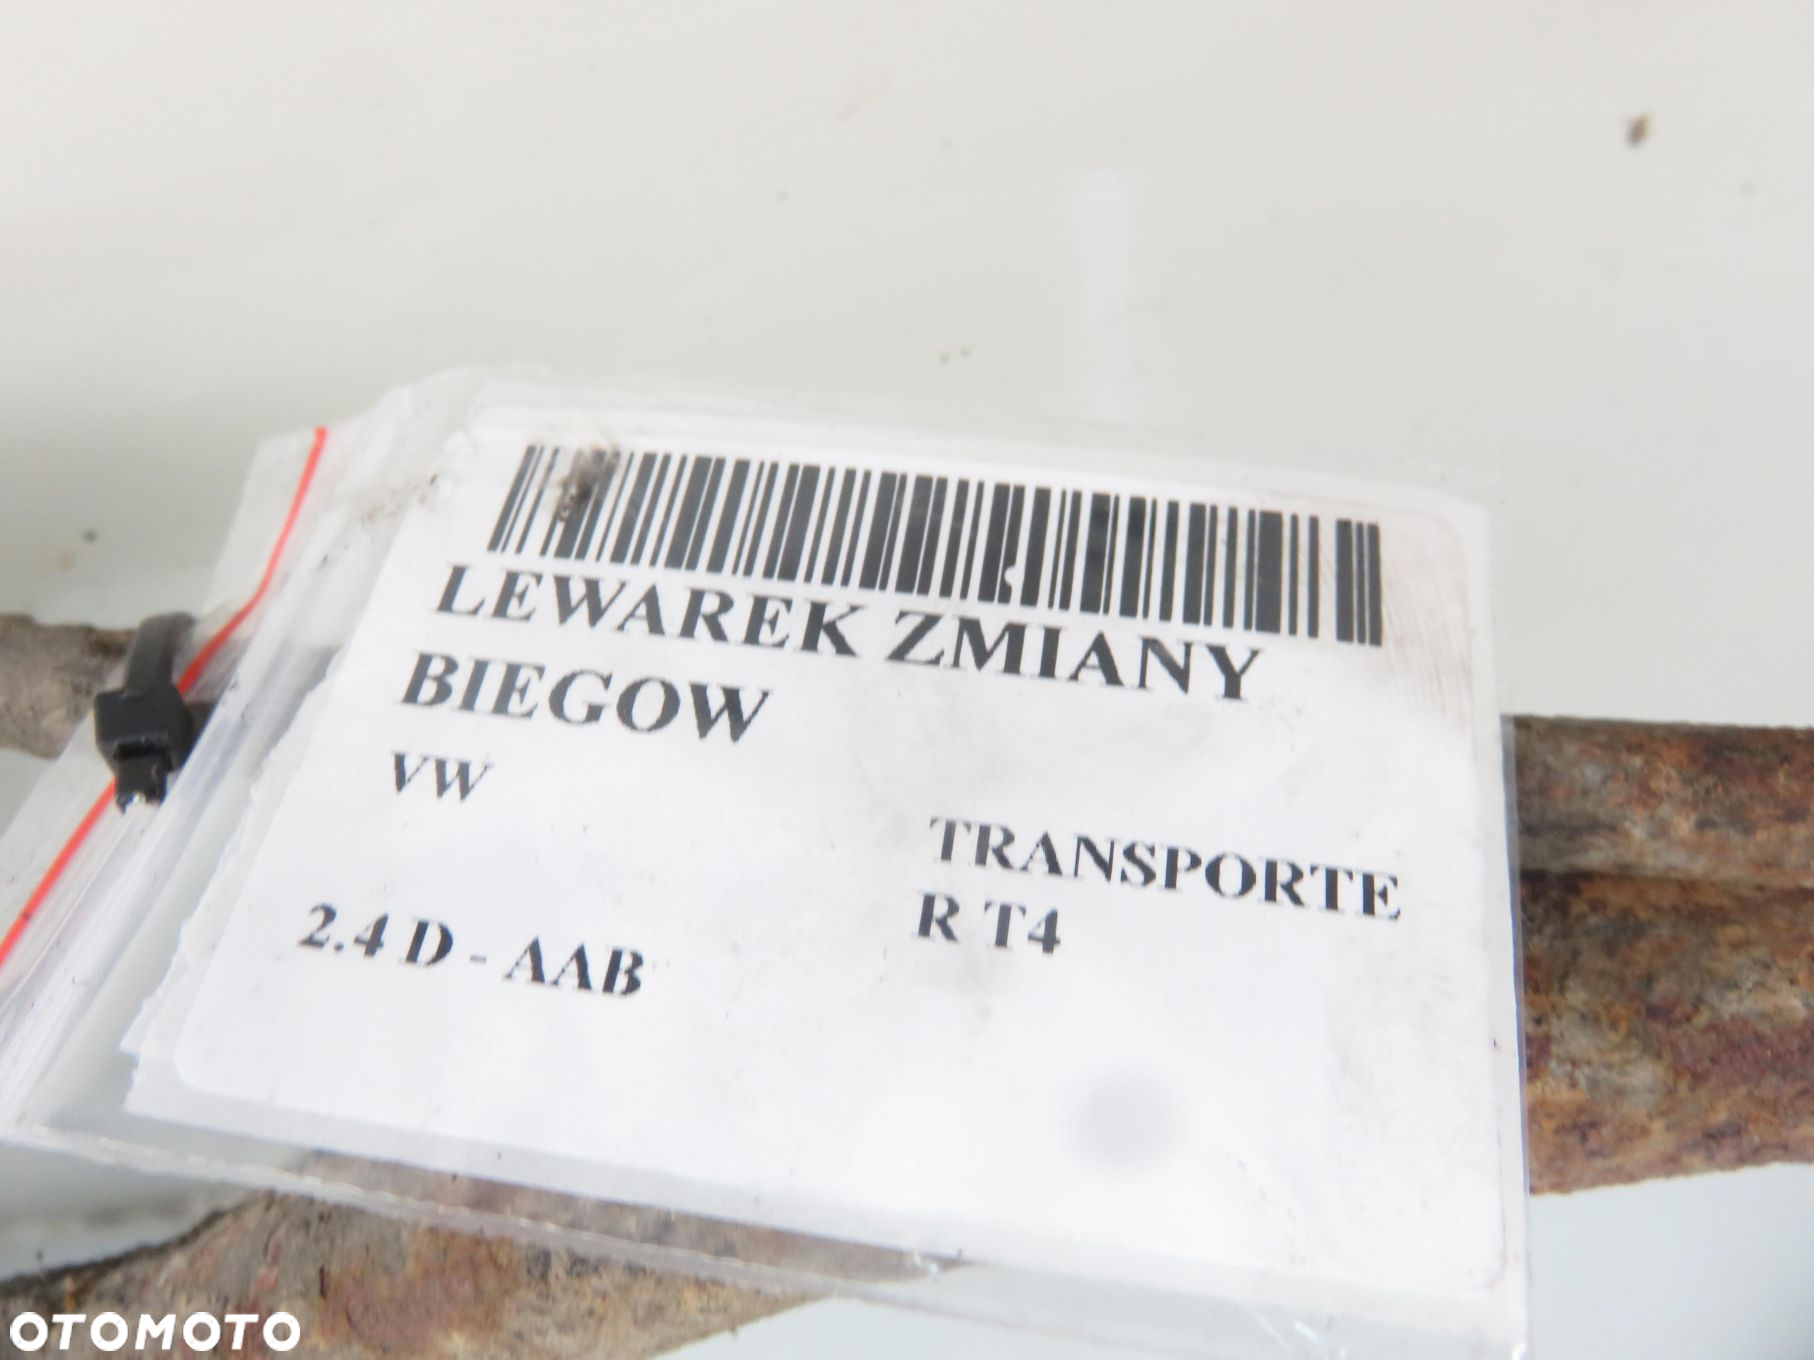 LEWAREK ZMIANY
BIEGOW
VW
TRANSPORTE
R T4
2.4 D - AAB
OTOMOTO